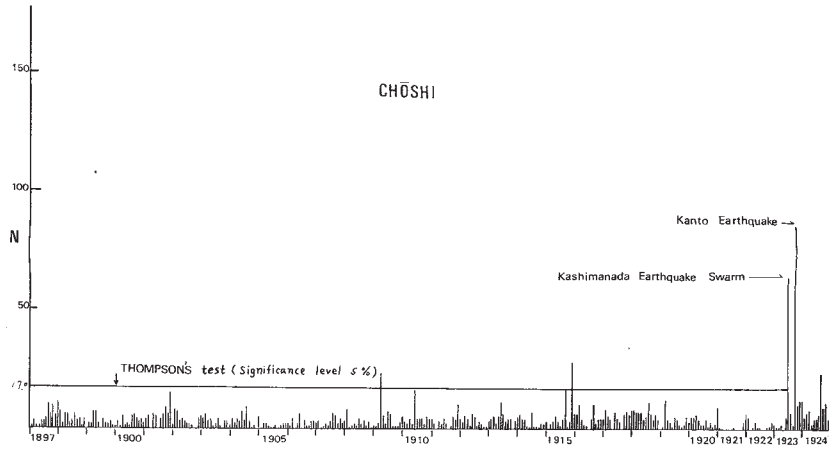 150
CHŌSHI
100
Kanto Earthquake
N
Kashimanada Earthquake Swarm
50
THOMPSON'S test (Significance level 5%)
1897 1900 1905 1910 1915 1920 1921 1922 1923 1924